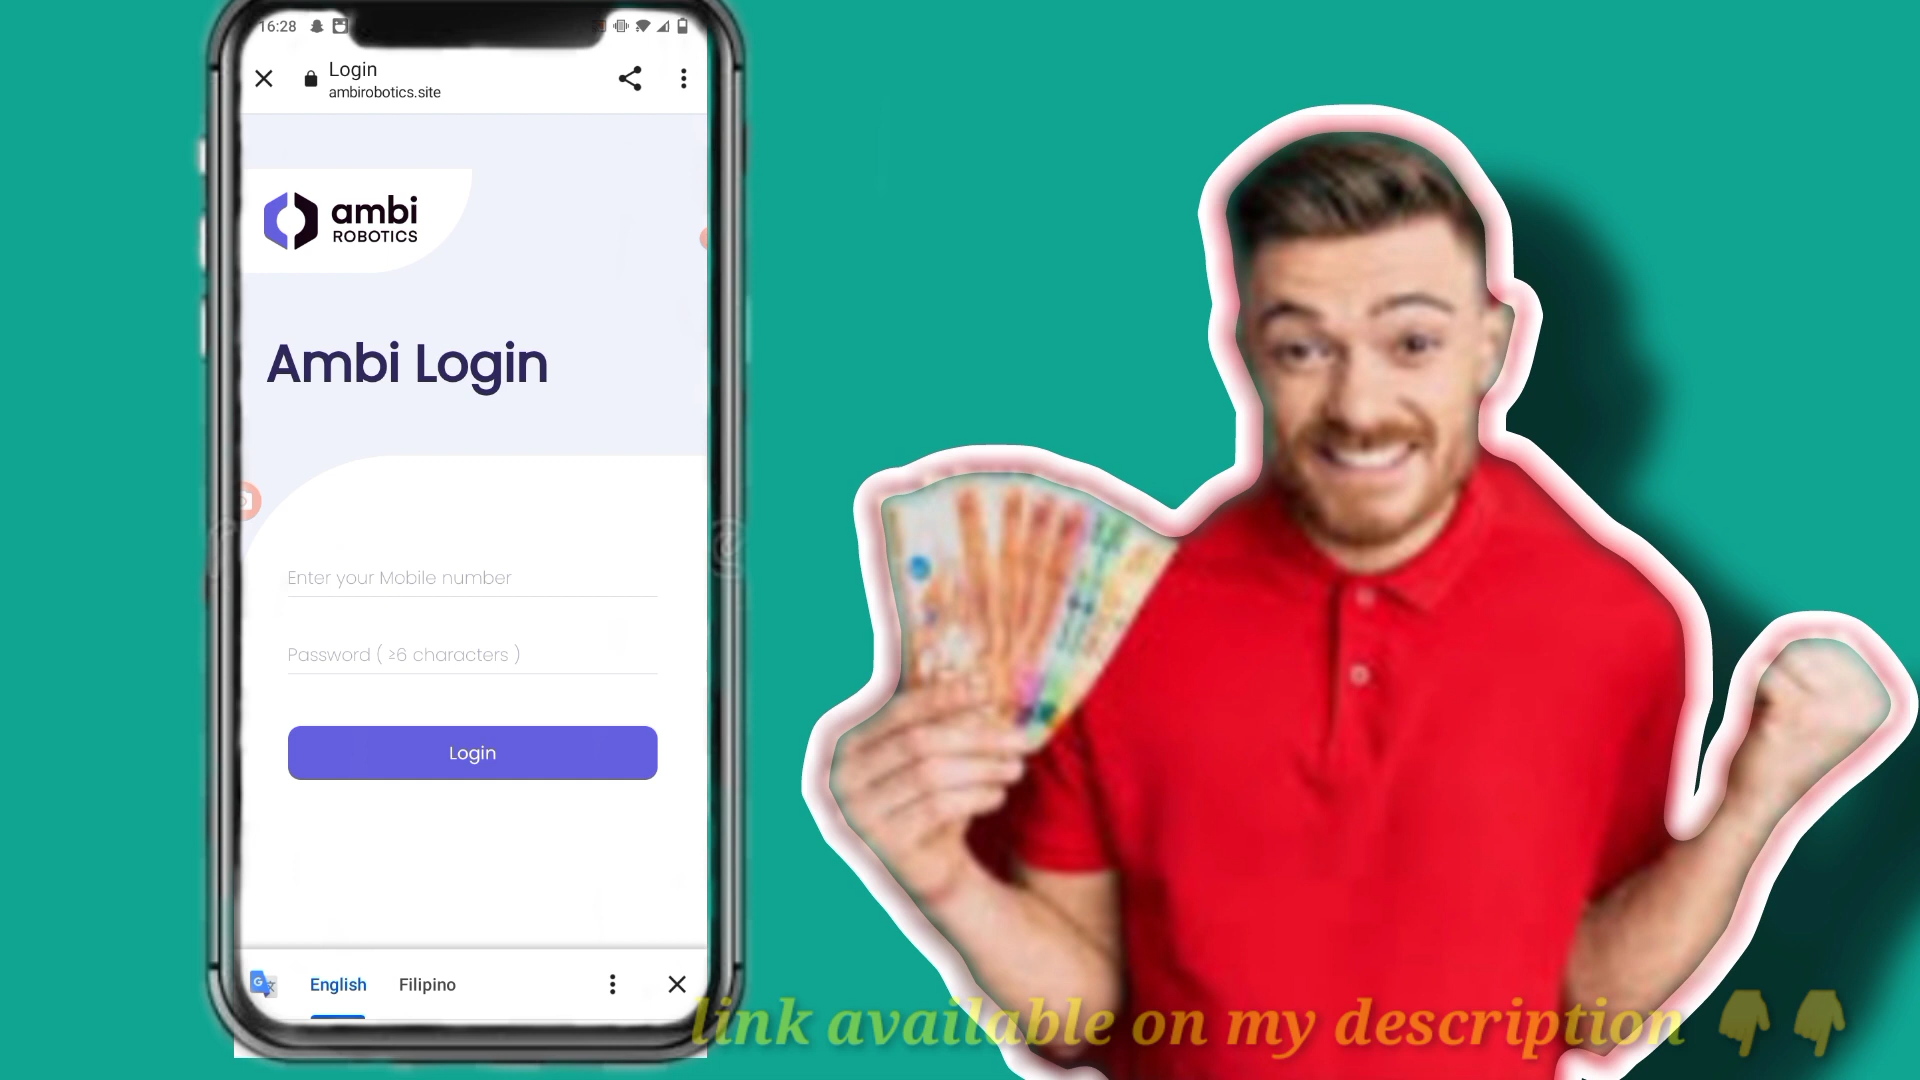 16:28
Login
ambirobotics.site
ambi
ROBOTICS
Ambi Login
Enter your Mobile number
Password ( ≥6 characters )
Login
English Filipino
link available on my description 👇👇